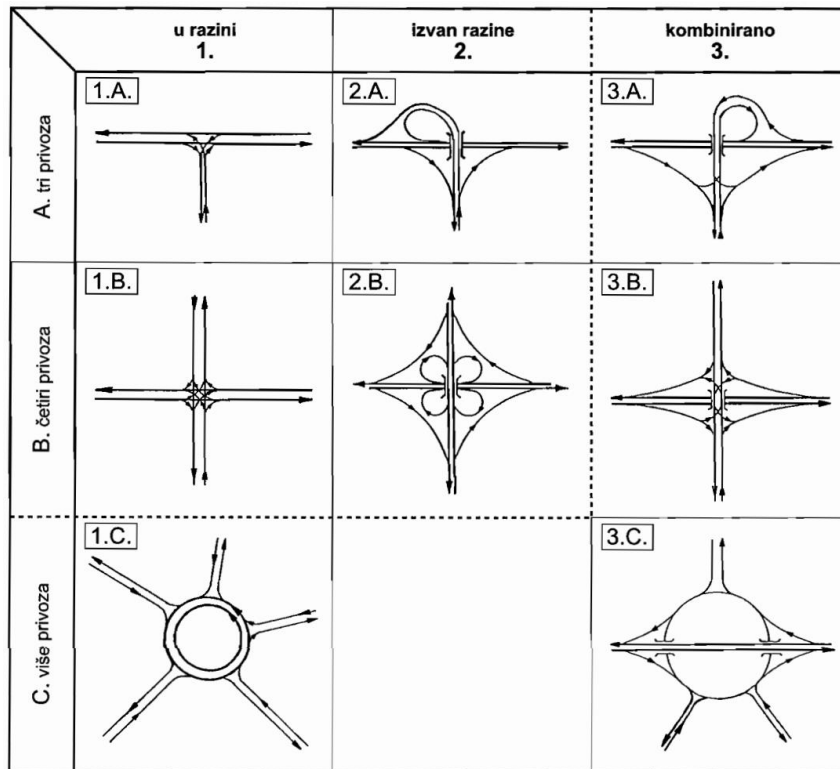 u razini
1.
izvan razine
2.
kombinirano
3.
A. tri privoza
1.A.
2.A.
3.A.
B. četiri privoza
1.B.
2.B.
3.B.
C. više privoza
1.C.
3.C.